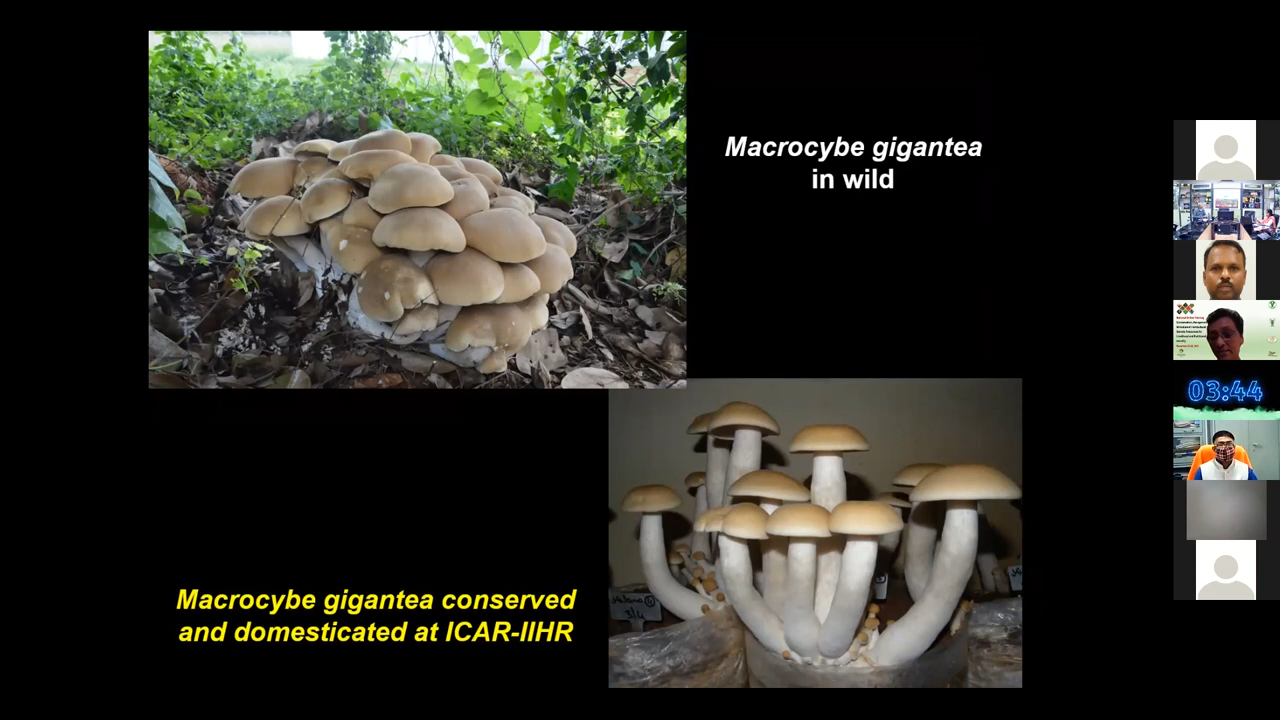 Macrocybe gigantea
in wild
03:44
Macrocybe gigantea conserved
and domesticated at ICAR-IIHR